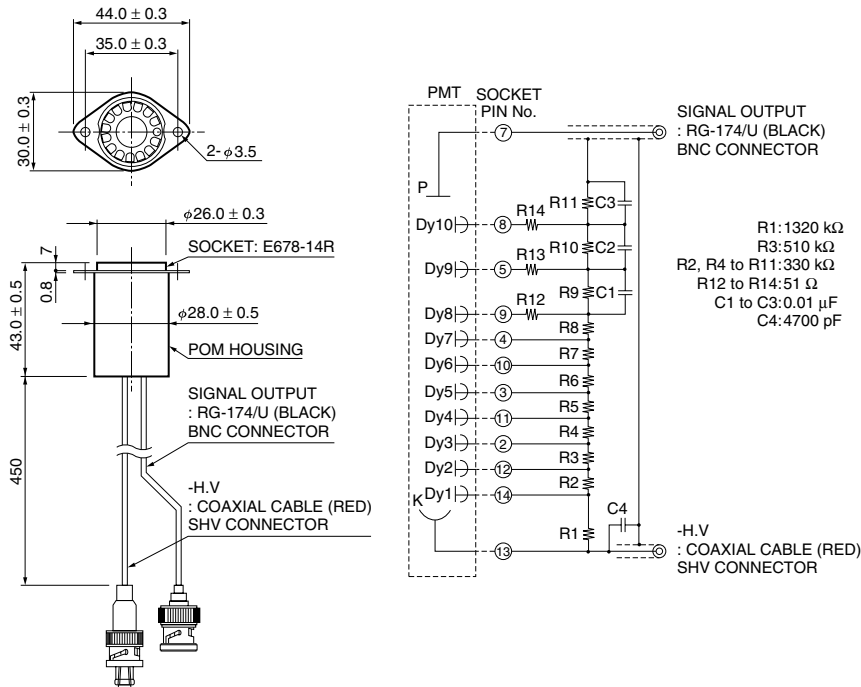 44.0 ± 0.3
35.0 ± 0.3
30.0 ± 0.3
2- φ3.5
φ26.0 ± 0.3
SOCKET: E678-14R
7
0.8
43.0 ± 0.5
φ28.0 ± 0.5
POM HOUSING
SIGNAL OUTPUT
: RG-174/U (BLACK)
BNC CONNECTOR
450
-H.V
: COAXIAL CABLE (RED)
SHV CONNECTOR
PMT
SOCKET
PIN No.
SIGNAL OUTPUT
: RG-174/U (BLACK)
BNC CONNECTOR
7
P
R11 C3
Dy10 8 R14
R10 C2
Dy9 5 R13
R9 C1
Dy8 9 R12
R8
Dy7 4
R7
Dy6 10
R6
Dy5 3
R5
Dy4 11
R4
Dy3 2
R3
Dy2 12
R2
Dy1 14
K
C4
R1
13
-H.V
: COAXIAL CABLE (RED)
SHV CONNECTOR
R1:1320 kΩ
R3:510 kΩ
R2, R4 to R11:330 kΩ
R12 to R14:51 Ω
C1 to C3:0.01 µF
C4:4700 pF